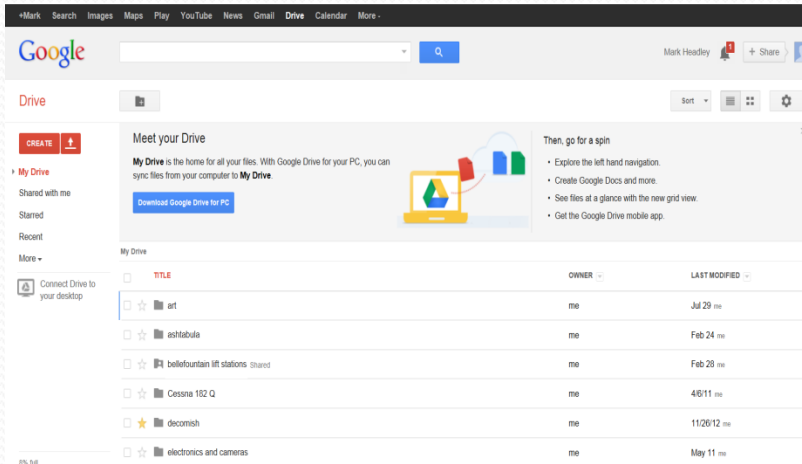 +Mark Search Images Maps Play YouTube News Gmail Drive Calendar More -
Google
Mark Headley 1 + Share
Drive
Sort
CREATE
My Drive
Shared with me
Starred
Recent
More
Connect Drive to
your desktop
Meet your Drive
My Drive is the home for all your files. With Google Drive for your PC, you can
sync files from your computer to My Drive.
Download Google Drive for PC
Then, go for a spin
• Explore the left hand navigation.
• Create Google Docs and more.
• See files at a glance with the new grid view.
• Get the Google Drive mobile app.
My Drive
TITLE OWNER LAST MODIFIED
art me Jul 29 me
ashtabula me Feb 24 me
bellefountain lift stations Shared me Feb 28 me
Cessna 182 Q me 4/6/11 me
decomish me 11/26/12 me
electronics and cameras me May 11 me